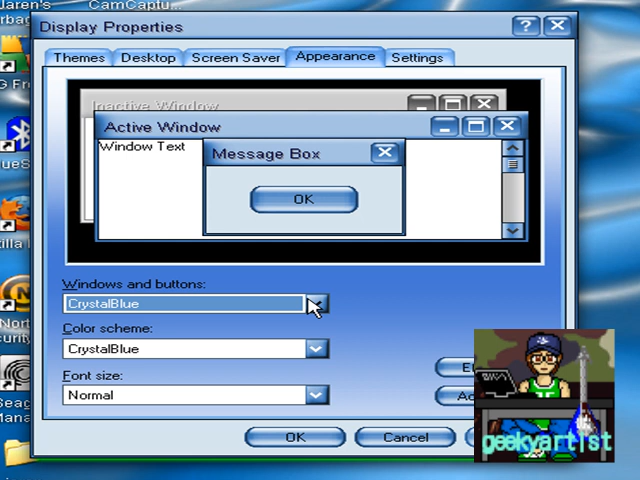 Jaren's
CamCaptu...
Display Properties
Themes
Desktop
Screen Saver
Appearance
Settings
Inactive Window
Active Window
Window Text
Message Box
OK
Windows and buttons:
CrystalBlue
Color scheme:
CrystalBlue
Font size:
Normal
OK
Cancel
geekyartist